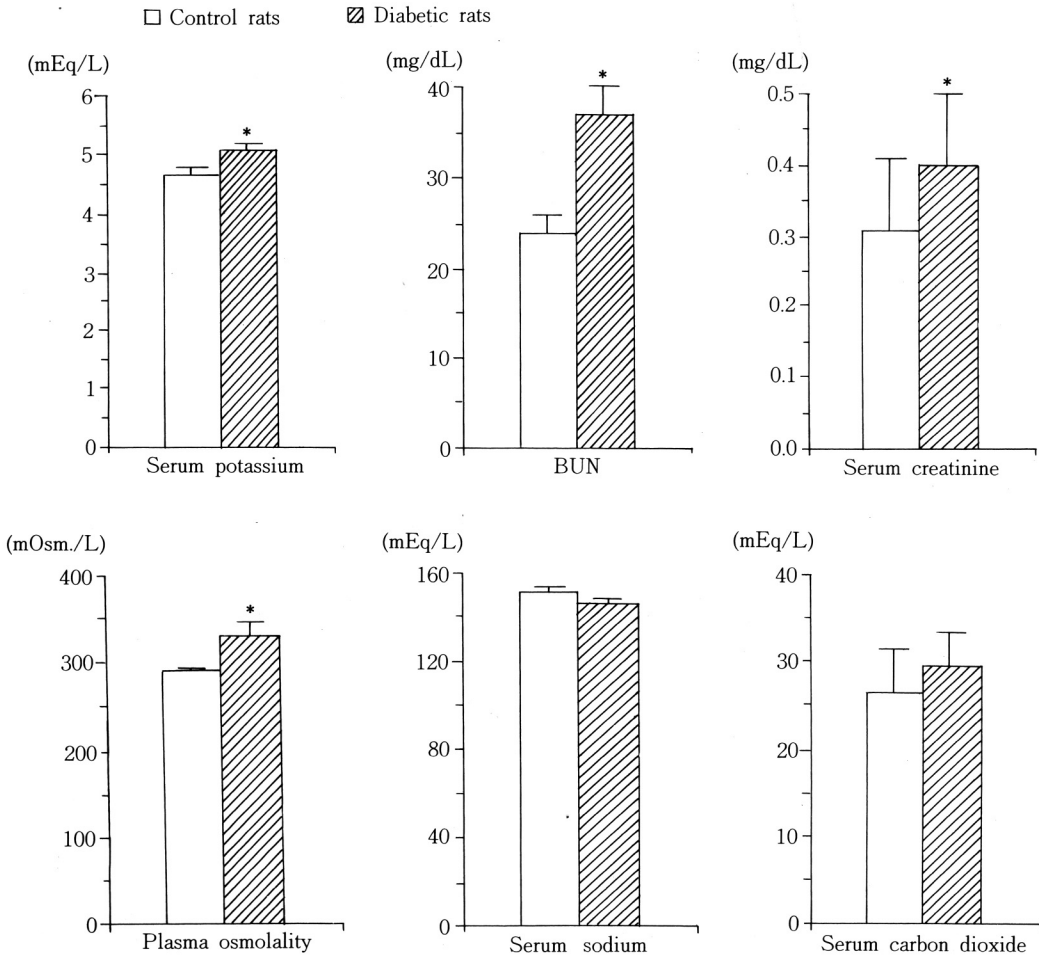 Control rats Diabetic rats
(mEq/L)
6
5
4
3
2
1
0
*
Serum potassium
(mg/dL)
40
30
20
10
0
*
BUN
(mg/dL)
0.5
0.4
0.3
0.2
0.1
0.0
*
Serum creatinine
(mOsm./L)
400
300
200
100
0
*
Plasma osmolality
(mEq/L)
160
120
80
40
0
Serum sodium
(mEq/L)
40
30
20
10
0
Serum carbon dioxide